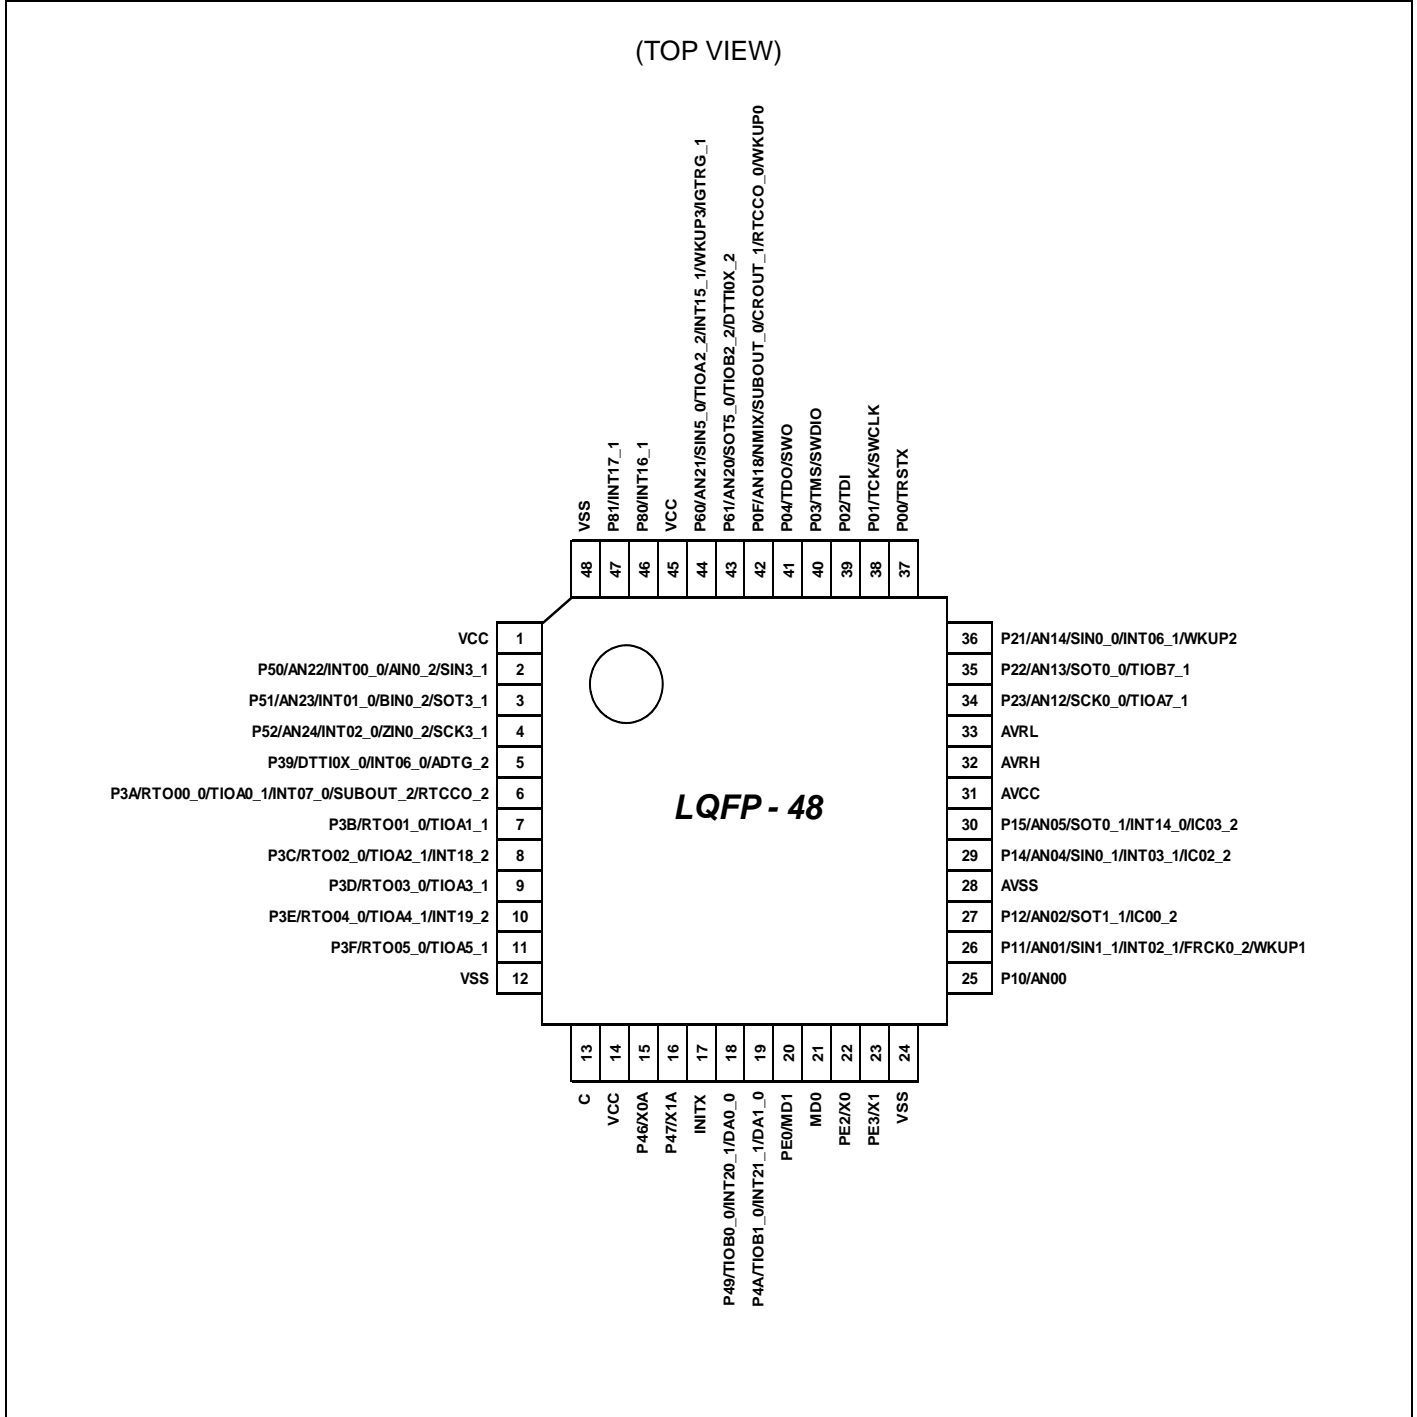 (TOP VIEW)
VSS
P81/INT17_1
P80/INT16_1
VCC
P60/AN21/SIN5_0/TIOA2_2/INT15_1/WKUP3/IGTRG_1
P61/AN20/SOT5_0/TIOB2_2/DTTI0X_2
P0F/AN18/NMIX/SUBOUT_0/CROUT_1/RTCCO_0/WKUP0
P04/TDO/SWO
P03/TMS/SWDIO
P02/TDI
P01/TCK/SWCLK
P00/TRSTX
48
47
46
45
44
43
42
41
40
39
38
37
VCC 1
P50/AN22/INT00_0/AIN0_2/SIN3_1 2
P51/AN23/INT01_0/BIN0_2/SOT3_1 3
P52/AN24/INT02_0/ZIN0_2/SCK3_1 4
P39/DTTI0X_0/INT06_0/ADTG_2 5
P3A/RTO00_0/TIOA0_1/INT07_0/SUBOUT_2/RTCCO_2 6
P3B/RTO01_0/TIOA1_1 7
P3C/RTO02_0/TIOA2_1/INT18_2 8
P3D/RTO03_0/TIOA3_1 9
P3E/RTO04_0/TIOA4_1/INT19_2 10
P3F/RTO05_0/TIOA5_1 11
VSS 12
LQFP - 48
36 P21/AN14/SIN0_0/INT06_1/WKUP2
35 P22/AN13/SOT0_0/TIOB7_1
34 P23/AN12/SCK0_0/TIOA7_1
33 AVRL
32 AVRH
31 AVCC
30 P15/AN05/SOT0_1/INT14_0/IC03_2
29 P14/AN04/SIN0_1/INT03_1/IC02_2
28 AVSS
27 P12/AN02/SOT1_1/IC00_2
26 P11/AN01/SIN1_1/INT02_1/FRCK0_2/WKUP1
25 P10/AN00
13
14
15
16
17
18
19
20
21
22
23
24
C
VCC
P46/X0A
P47/X1A
INITX
P49/TIOB0_0/INT20_1/DA0_0
P4A/TIOB1_0/INT21_1/DA1_0
PE0/MD1
MD0
PE2/X0
PE3/X1
VSS